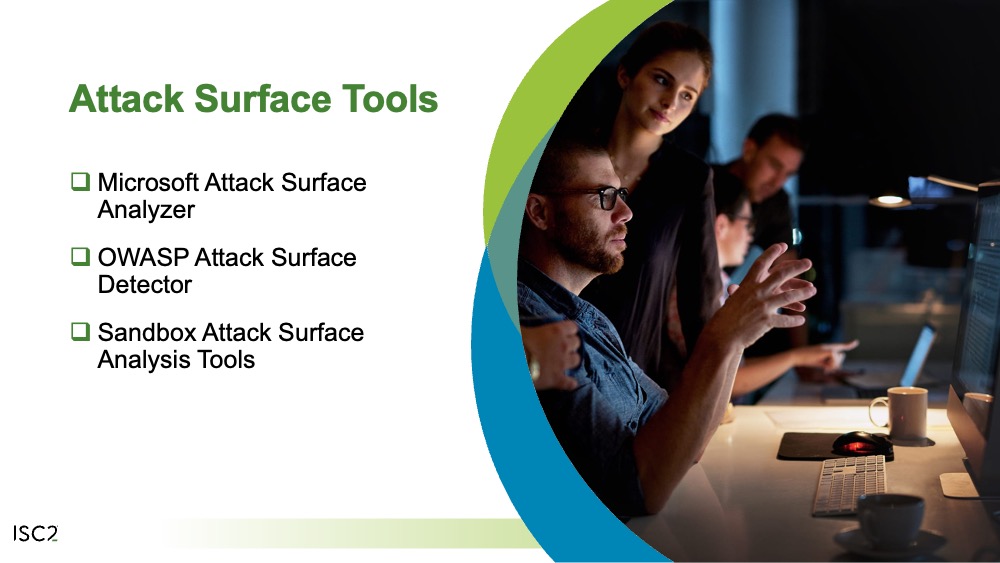 Attack Surface Tools
Microsoft Attack Surface
Analyzer
OWASP Attack Surface
Detector
Sandbox Attack Surface
Analysis Tools
ISC2